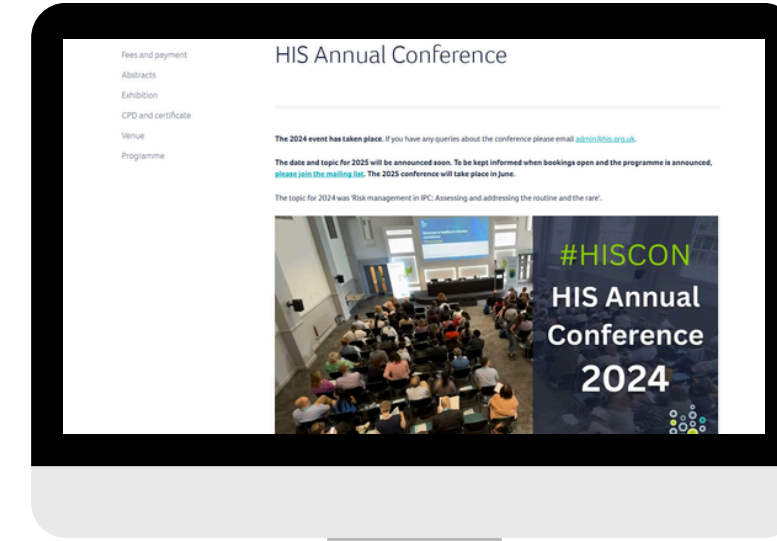 Fees and payment
Abstracts
Exhibition
CPD and certificate
Venue
Programme
HIS Annual Conference
The 2024 event has taken place. If you have any queries about the conference please email admin@his.org.uk.
The date and topic for 2025 will be announced soon. To be kept informed when bookings open and the programme is announced,
please join the mailing list. The 2025 conference will take place in June.
The topic for 2024 was 'Risk management in IPC: Assessing and addressing the routine and the rare'.
#HISCON
HIS Annual
Conference
2024